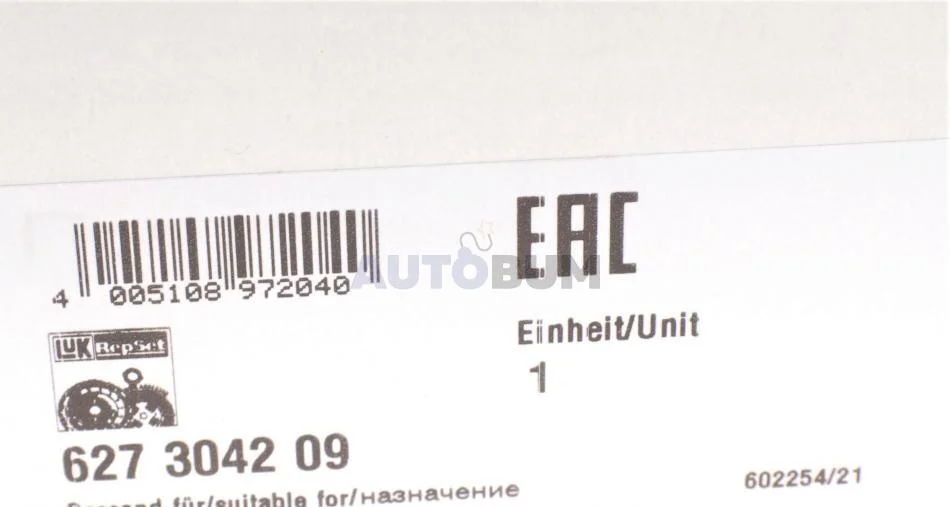 EAC
4 005108 972040
AUTOBUM
Einheit/Unit
1
LUK RepSet
627 3042 09
602254/21
Passend für/suitable for/назначение